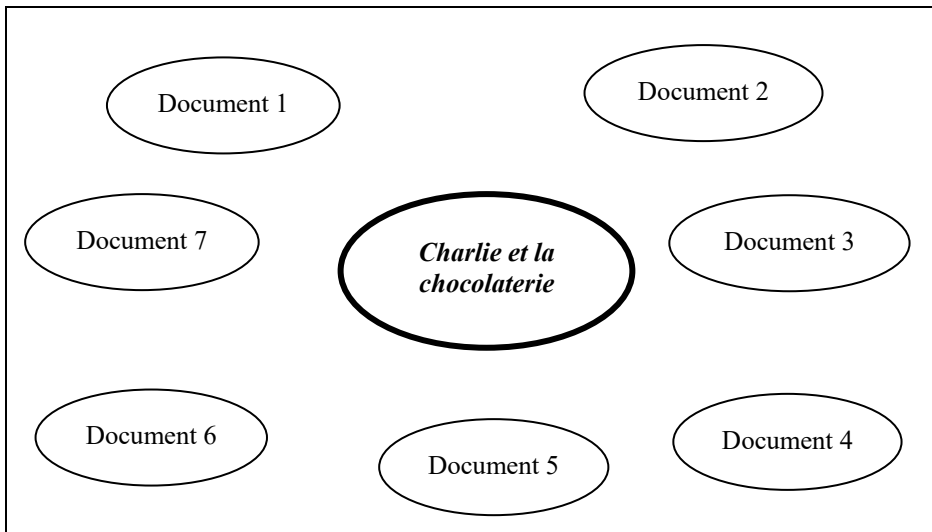 Document 1
Document 2
Document 7
Charlie et la
chocolaterie
Document 3
Document 6
Document 5
Document 4